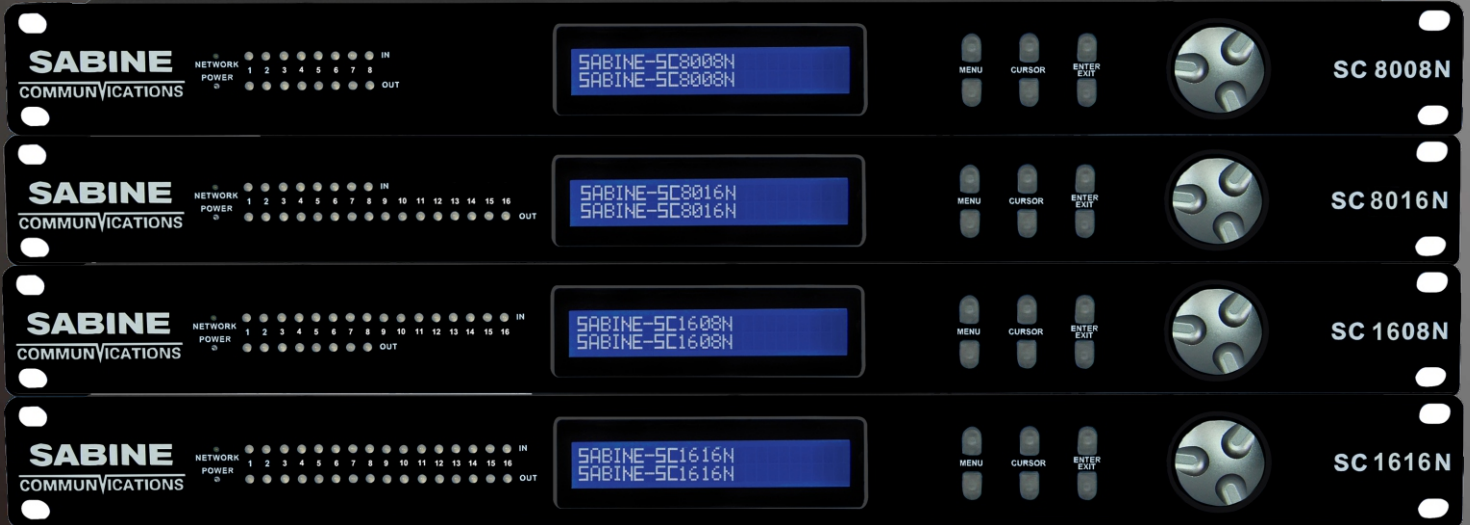 SABINE
COMMUNICATIONS
NETWORK
POWER
IN
1 2 3 4 5 6 7 8
OUT
SABINE-SC8008N
SABINE-SC8008N
MENU CURSOR ENTER EXIT
SC 8008N
SABINE
COMMUNICATIONS
NETWORK
POWER
IN
1 2 3 4 5 6 7 8 9 10 11 12 13 14 15 16
OUT
SABINE-SC8016N
SABINE-SC8016N
MENU CURSOR ENTER EXIT
SC 8016N
SABINE
COMMUNICATIONS
NETWORK
POWER
IN
1 2 3 4 5 6 7 8 9 10 11 12 13 14 15 16
OUT
SABINE-SC1608N
SABINE-SC1608N
MENU CURSOR ENTER EXIT
SC 1608N
SABINE
COMMUNICATIONS
NETWORK
POWER
IN
1 2 3 4 5 6 7 8 9 10 11 12 13 14 15 16
OUT
SABINE-SC1616N
SABINE-SC1616N
MENU CURSOR ENTER EXIT
SC 1616N